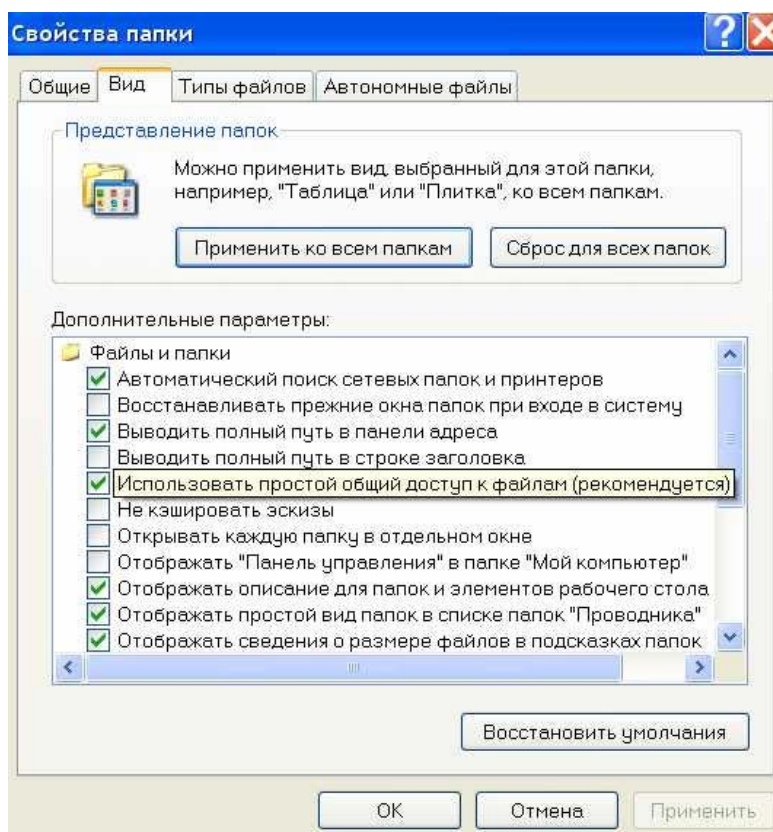 Свойства папки
Общие
Вид
Типы файлов
Автономные файлы
Представление папок
Можно применить вид, выбранный для этой папки,
например, "Таблица" или "Плитка", ко всем папкам.
Применить ко всем папкам
Сброс для всех папок
Дополнительные параметры:
Файлы и папки
Автоматический поиск сетевых папок и принтеров
Восстанавливать прежние окна папок при входе в систему
Выводить полный путь в панели адреса
Выводить полный путь в строке заголовка
Использовать простой общий доступ к файлам (рекомендуется)
Не кэшировать эскизы
Открывать каждую папку в отдельном окне
Отображать "Панель управления" в папке "Мой компьютер"
Отображать описание для папок и элементов рабочего стола
Отображать простой вид папок в списке папок "Проводника"
Отображать сведения о размере файлов в подсказках папок
Восстановить умолчания
OK
Отмена
Применить